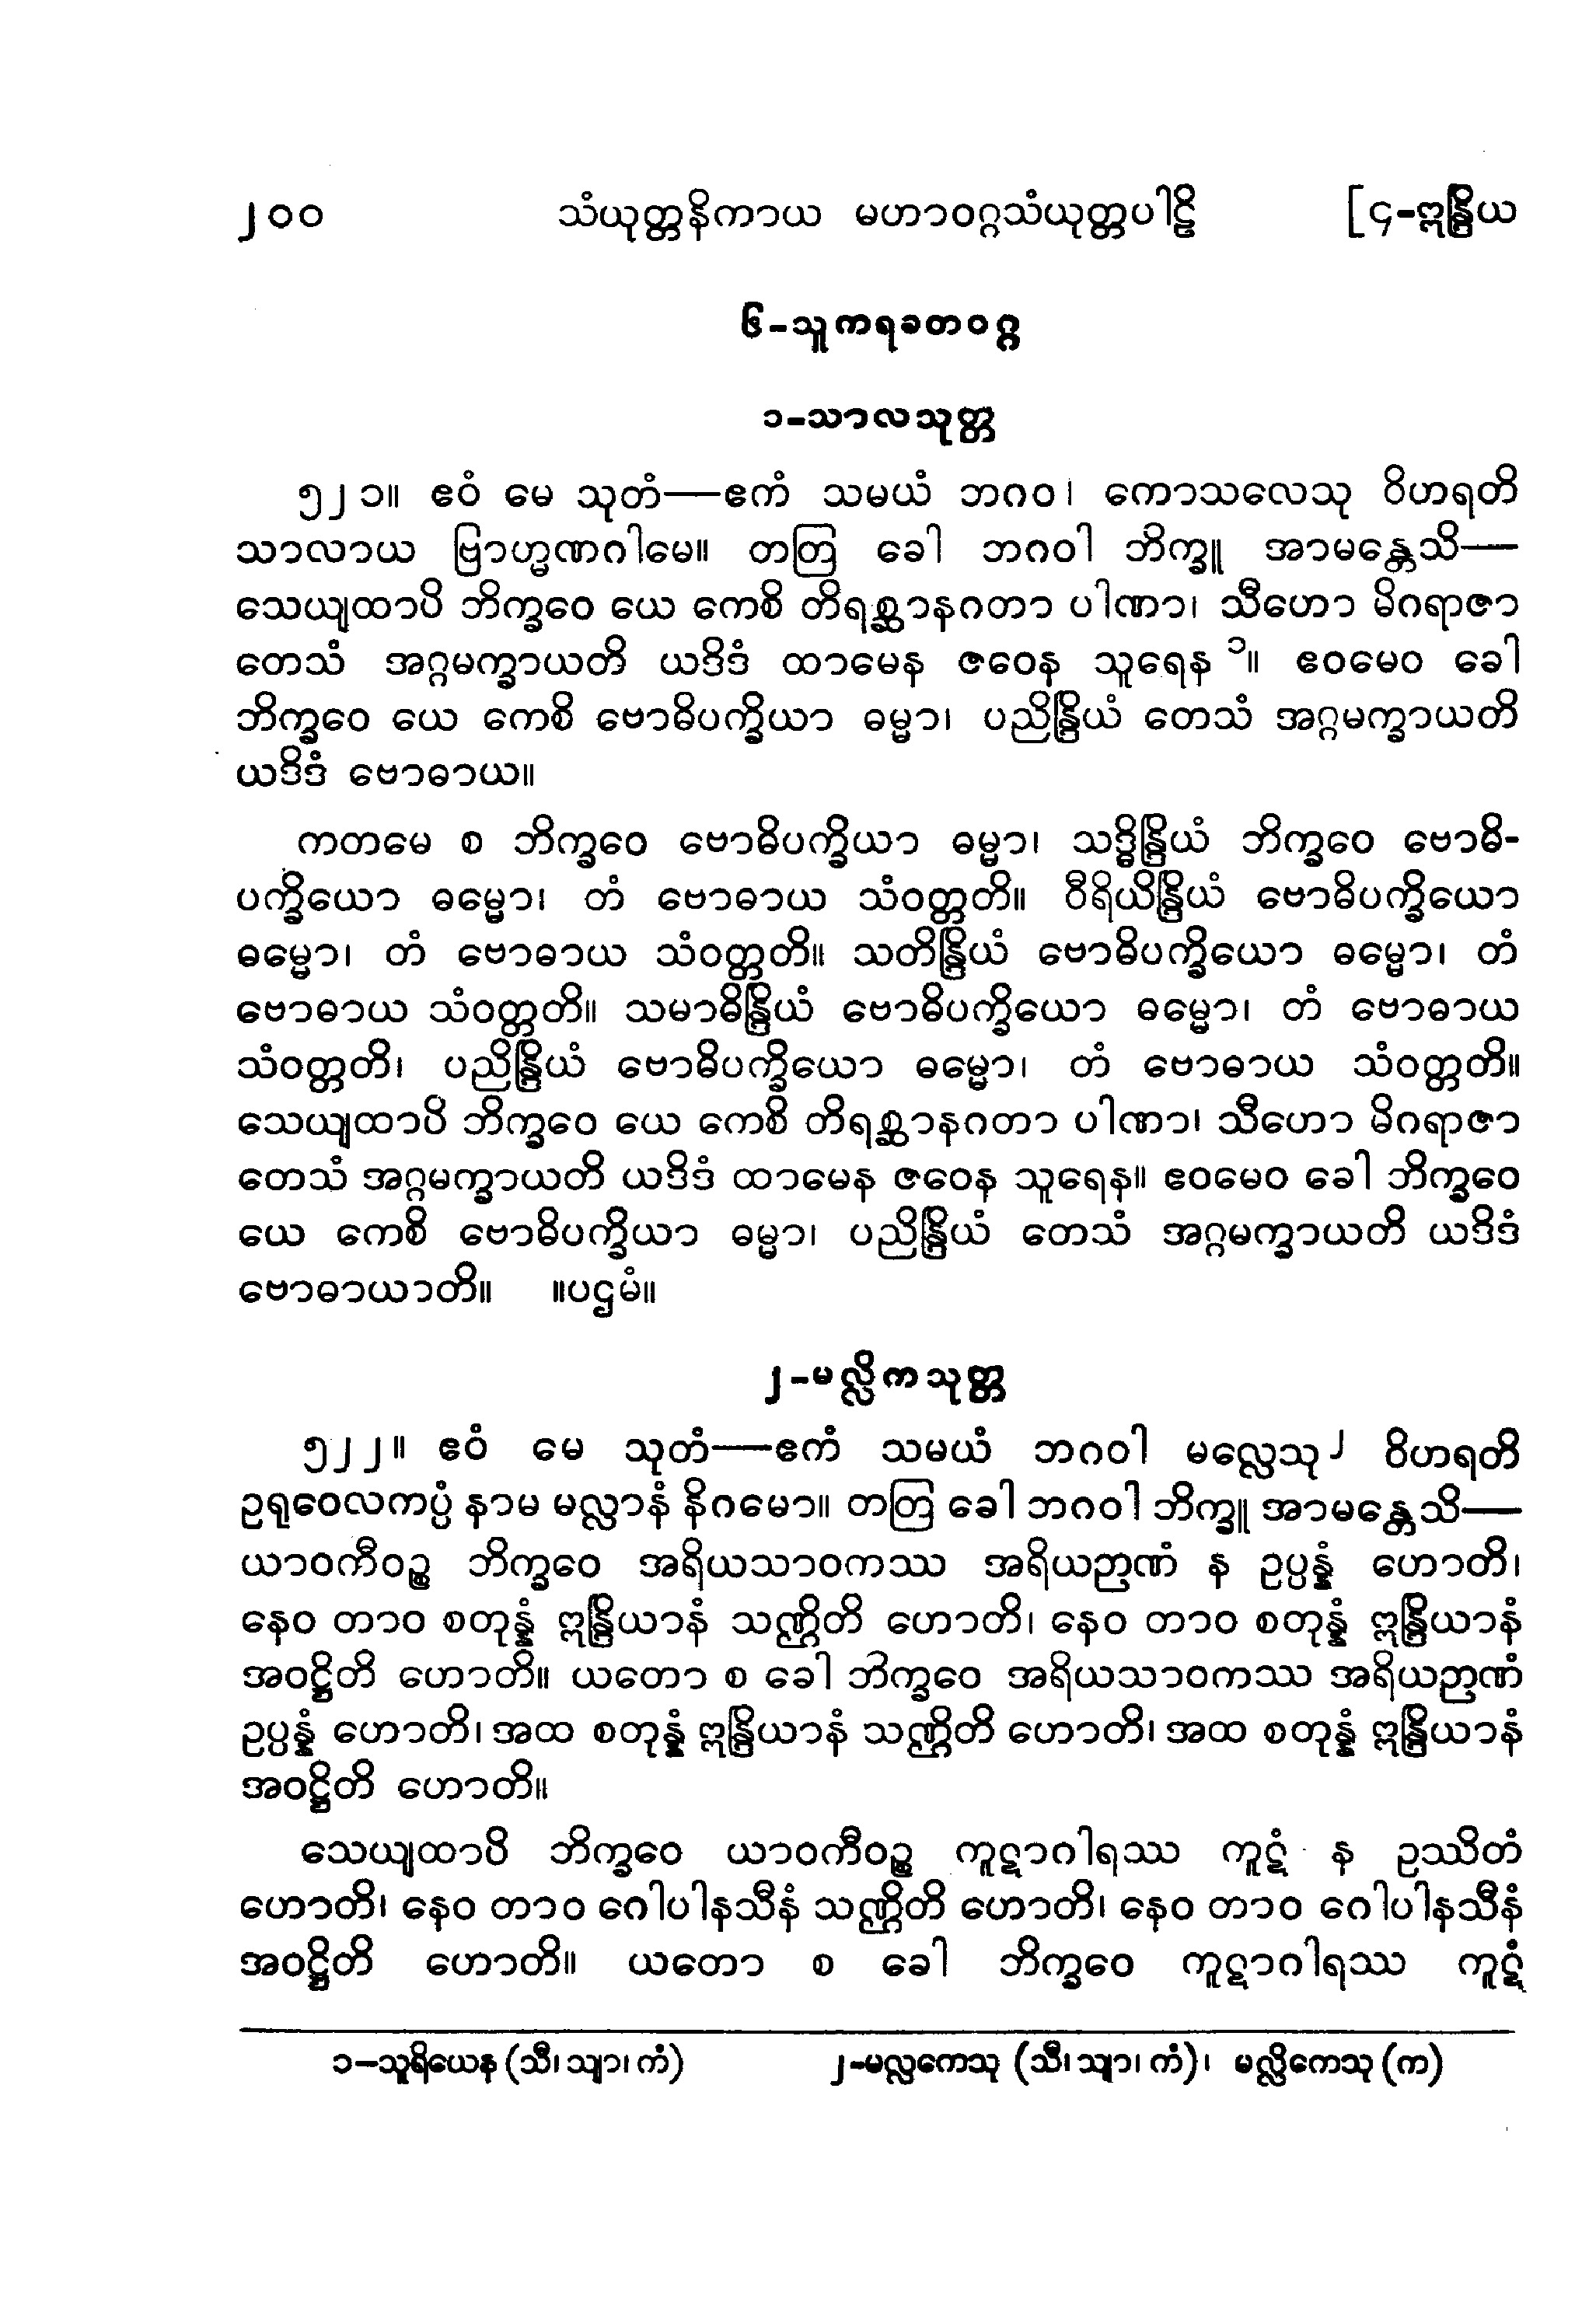 ၂၀၀ သံယုတ္တနိကာယ မဟာဝဂ္ဂသံယုတ္တပါဠိ [၄-ဣန္ဒြိယ
၆-သူကရခတဝဂ္ဂ
၁-သာလသုတ္တ
၅၂၁။ ဧဝံ မေ သုတံ—ဧကံ သမယံ ဘဂဝါ ကောသလေသု ဝိဟရတိ
သာလာယ ဗြာဟ္မဏဂါမေ။ တတြ ခေါ ဘဂဝါ ဘိက္ခူ အာမန္တေသိ—
သေယျထာပိ ဘိက္ခဝေ ယေ ကေစိ တိရစ္ဆာနဂတာ ပါဏာ၊ သီဟော မိဂရာဇာ
တေသံ အဂ္ဂမက္ခာယတိ ယဒိဒံ ထာမေန ဇဝေန သူရေန ၁။ ဧဝမေဝ ခေါ
ဘိက္ခဝေ ယေ ကေစိ ဗောဓိပက္ခိယာ ဓမ္မာ၊ ပညိန္ဒြိယံ တေသံ အဂ္ဂမက္ခာယတိ
ယဒိဒံ ဗောဓာယ။
ကတမေ စ ဘိက္ခဝေ ဗောဓိပက္ခိယာ ဓမ္မာ၊ သဒ္ဓိန္ဒြိယံ ဘိက္ခဝေ ဗောဓိ-
ပက္ခိယော ဓမ္မော၊ တံ ဗောဓာယ သံဝတ္တတိ။ ဝီရိယိန္ဒြိယံ ဗောဓိပက္ခိယော
ဓမ္မော၊ တံ ဗောဓာယ သံဝတ္တတိ။ သတိန္ဒြိယံ ဗောဓိပက္ခိယော ဓမ္မော၊ တံ
ဗောဓာယ သံဝတ္တတိ။ သမာဓိန္ဒြိယံ ဗောဓိပက္ခိယော ဓမ္မော၊ တံ ဗောဓာယ
သံဝတ္တတိ၊ ပညိန္ဒြိယံ ဗောဓိပက္ခိယော ဓမ္မော၊ တံ ဗောဓာယ သံဝတ္တတိ။
သေယျထာပိ ဘိက္ခဝေ ယေ ကေစိ တိရစ္ဆာနဂတာ ပါဏာ၊ သီဟော မိဂရာဇာ
တေသံ အဂ္ဂမက္ခာယတိ ယဒိဒံ ထာမေန ဇဝေန သူရေန။ ဧဝမေဝ ခေါ ဘိက္ခဝေ
ယေ ကေစိ ဗောဓိပက္ခိယာ ဓမ္မာ၊ ပညိန္ဒြိယံ တေသံ အဂ္ဂမက္ခာယတိ ယဒိဒံ
ဗောဓာယာတိ။ ။ပဌမံ။
၂-မလ္လိကသုတ္တ
၅၂၂။ ဧဝံ မေ သုတံ—ဧကံ သမယံ ဘဂဝါ မလ္လေသု၂ ဝိဟရတိ
ဥရုဝေလကပ္ပံ နာမ မလ္လာနံ နိဂမော။ တတြ ခေါ ဘဂဝါ ဘိက္ခူ အာမန္တေသိ—
ယာဝကီဝဉ္စ ဘိက္ခဝေ အရိယသာဝကဿ အရိယဉာဏံ န ဥပ္ပန္နံ ဟောတိ၊
နေဝ တာဝ စတုန္နံ ဣန္ဒြိယာနံ သဏ္ဌိတိ ဟောတိ၊ နေဝ တာဝ စတုန္နံ ဣန္ဒြိယာနံ
အဝဋ္ဌိတိ ဟောတိ။ ယတော စ ခေါ ဘိက္ခဝေ အရိယသာဝကဿ အရိယဉာဏံ
ဥပ္ပန္နံ ဟောတိ၊ အထ စတုန္နံ ဣန္ဒြိယာနံ သဏ္ဌိတိ ဟောတိ၊ အထ စတုန္နံ ဣန္ဒြိယာနံ
အဝဋ္ဌိတိ ဟောတိ။
သေယျထာပိ ဘိက္ခဝေ ယာဝကီဝဉ္စ ကူဋာဂါရဿ ကူဋံ န ဥဿိတံ
ဟောတိ၊ နေဝ တာဝ ဂေါပါနသီနံ သဏ္ဌိတိ ဟောတိ၊ နေဝ တာဝ ဂေါပါနသီနံ
အဝဋ္ဌိတိ ဟောတိ။ ယတော စ ခေါ ဘိက္ခဝေ ကူဋာဂါရဿ ကူဋံ
၁-သူရိယေန (သီ၊ သျာ၊ ကံ) ၂-မလ္လကေသု (သီ၊ သျာ၊ ကံ)၊ မလ္လိကေသု (က)